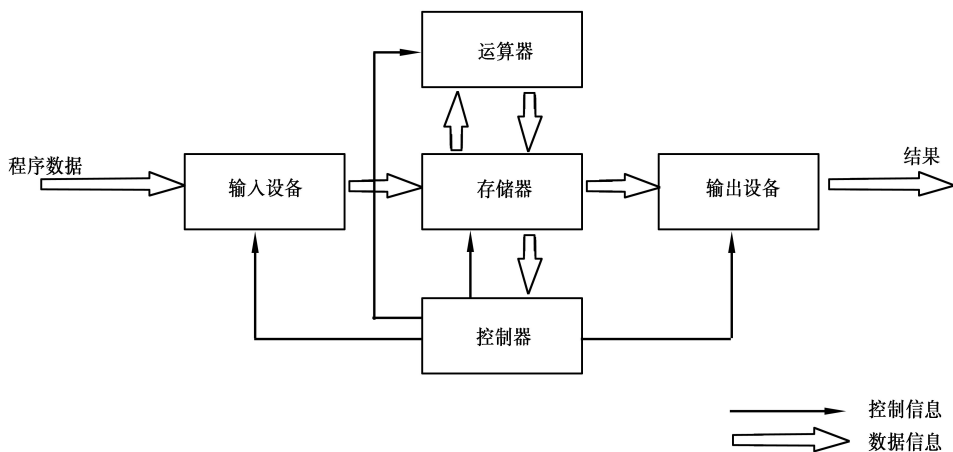 运算器
程序数据
输入设备
存储器
输出设备
结果
控制器
控制信息
数据信息